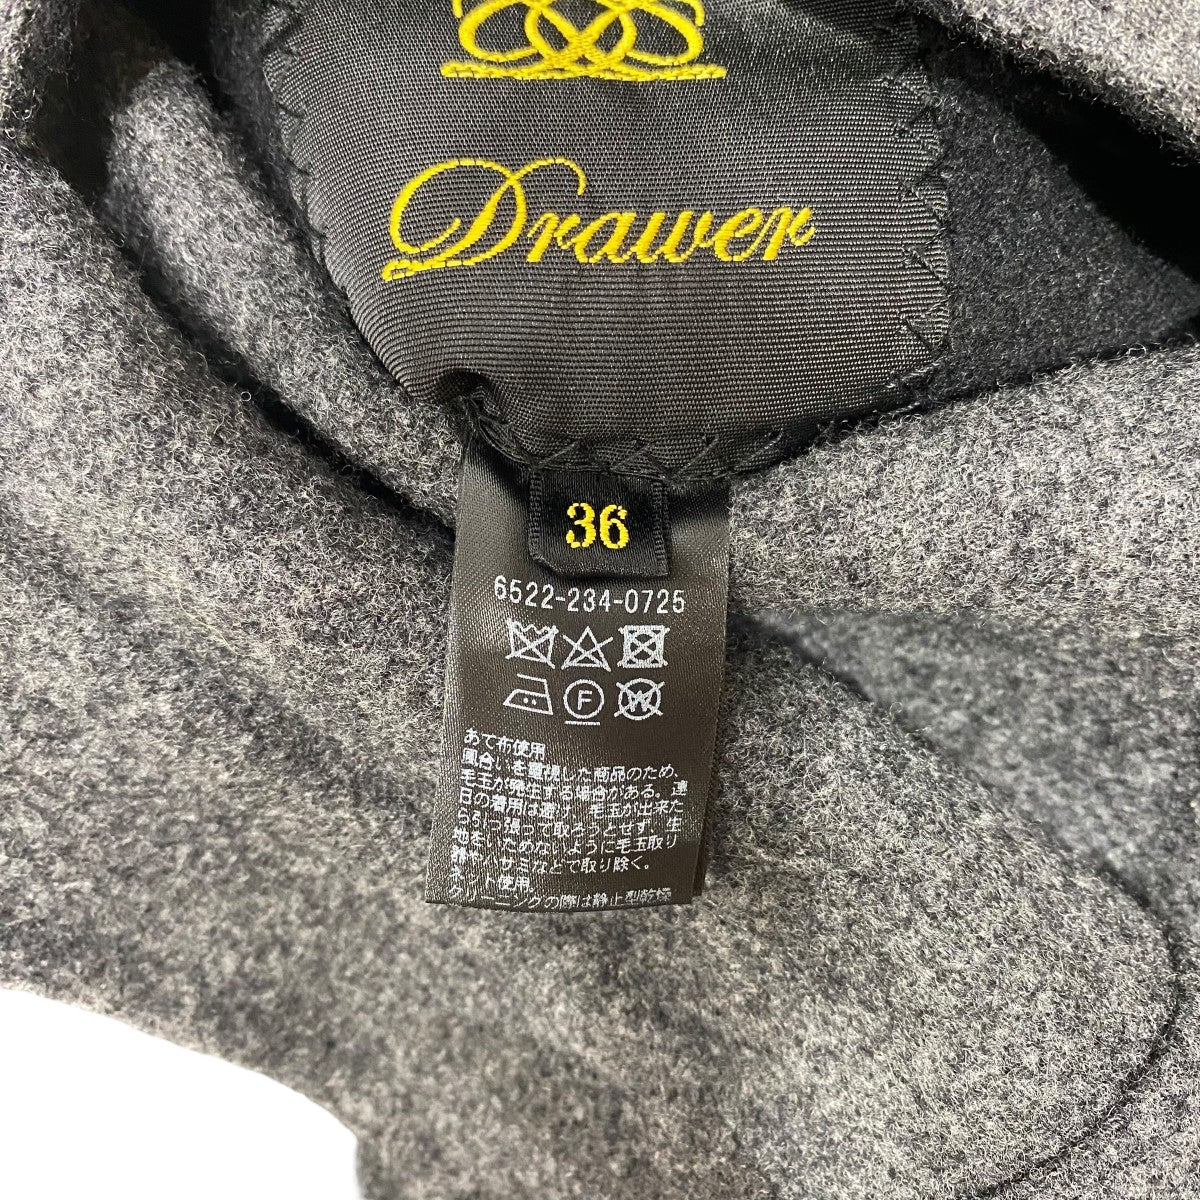 Drawer
36
6522-234-0725
F
W
あて布使用
風合いを重視した商品のため、
毛玉が発生する場合がある。連
日の着用は避け、毛玉が出来た
ら引っ張って取ろうとせず、生
地をいためないように毛玉取り
器やハサミなどで取り除く。
ネット使用。
クリーニングの際は静止型乾燥